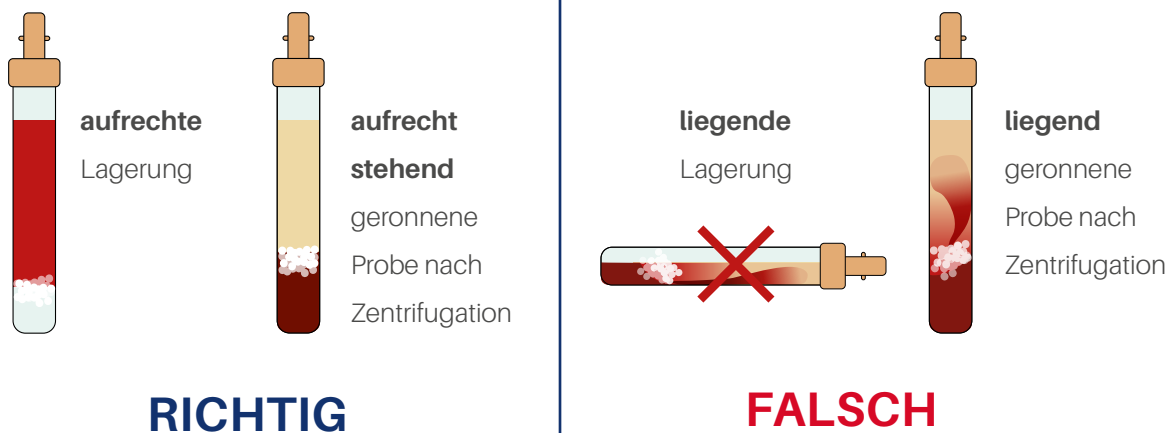 aufrechte
Lagerung
aufrecht
stehend
geronnene
Probe nach
Zentrifugation
RICHTIG
liegende
Lagerung
liegend
geronnene
Probe nach
Zentrifugation
FALSCH